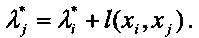 λ*_j = λ*_i + l(x_i, x_j).